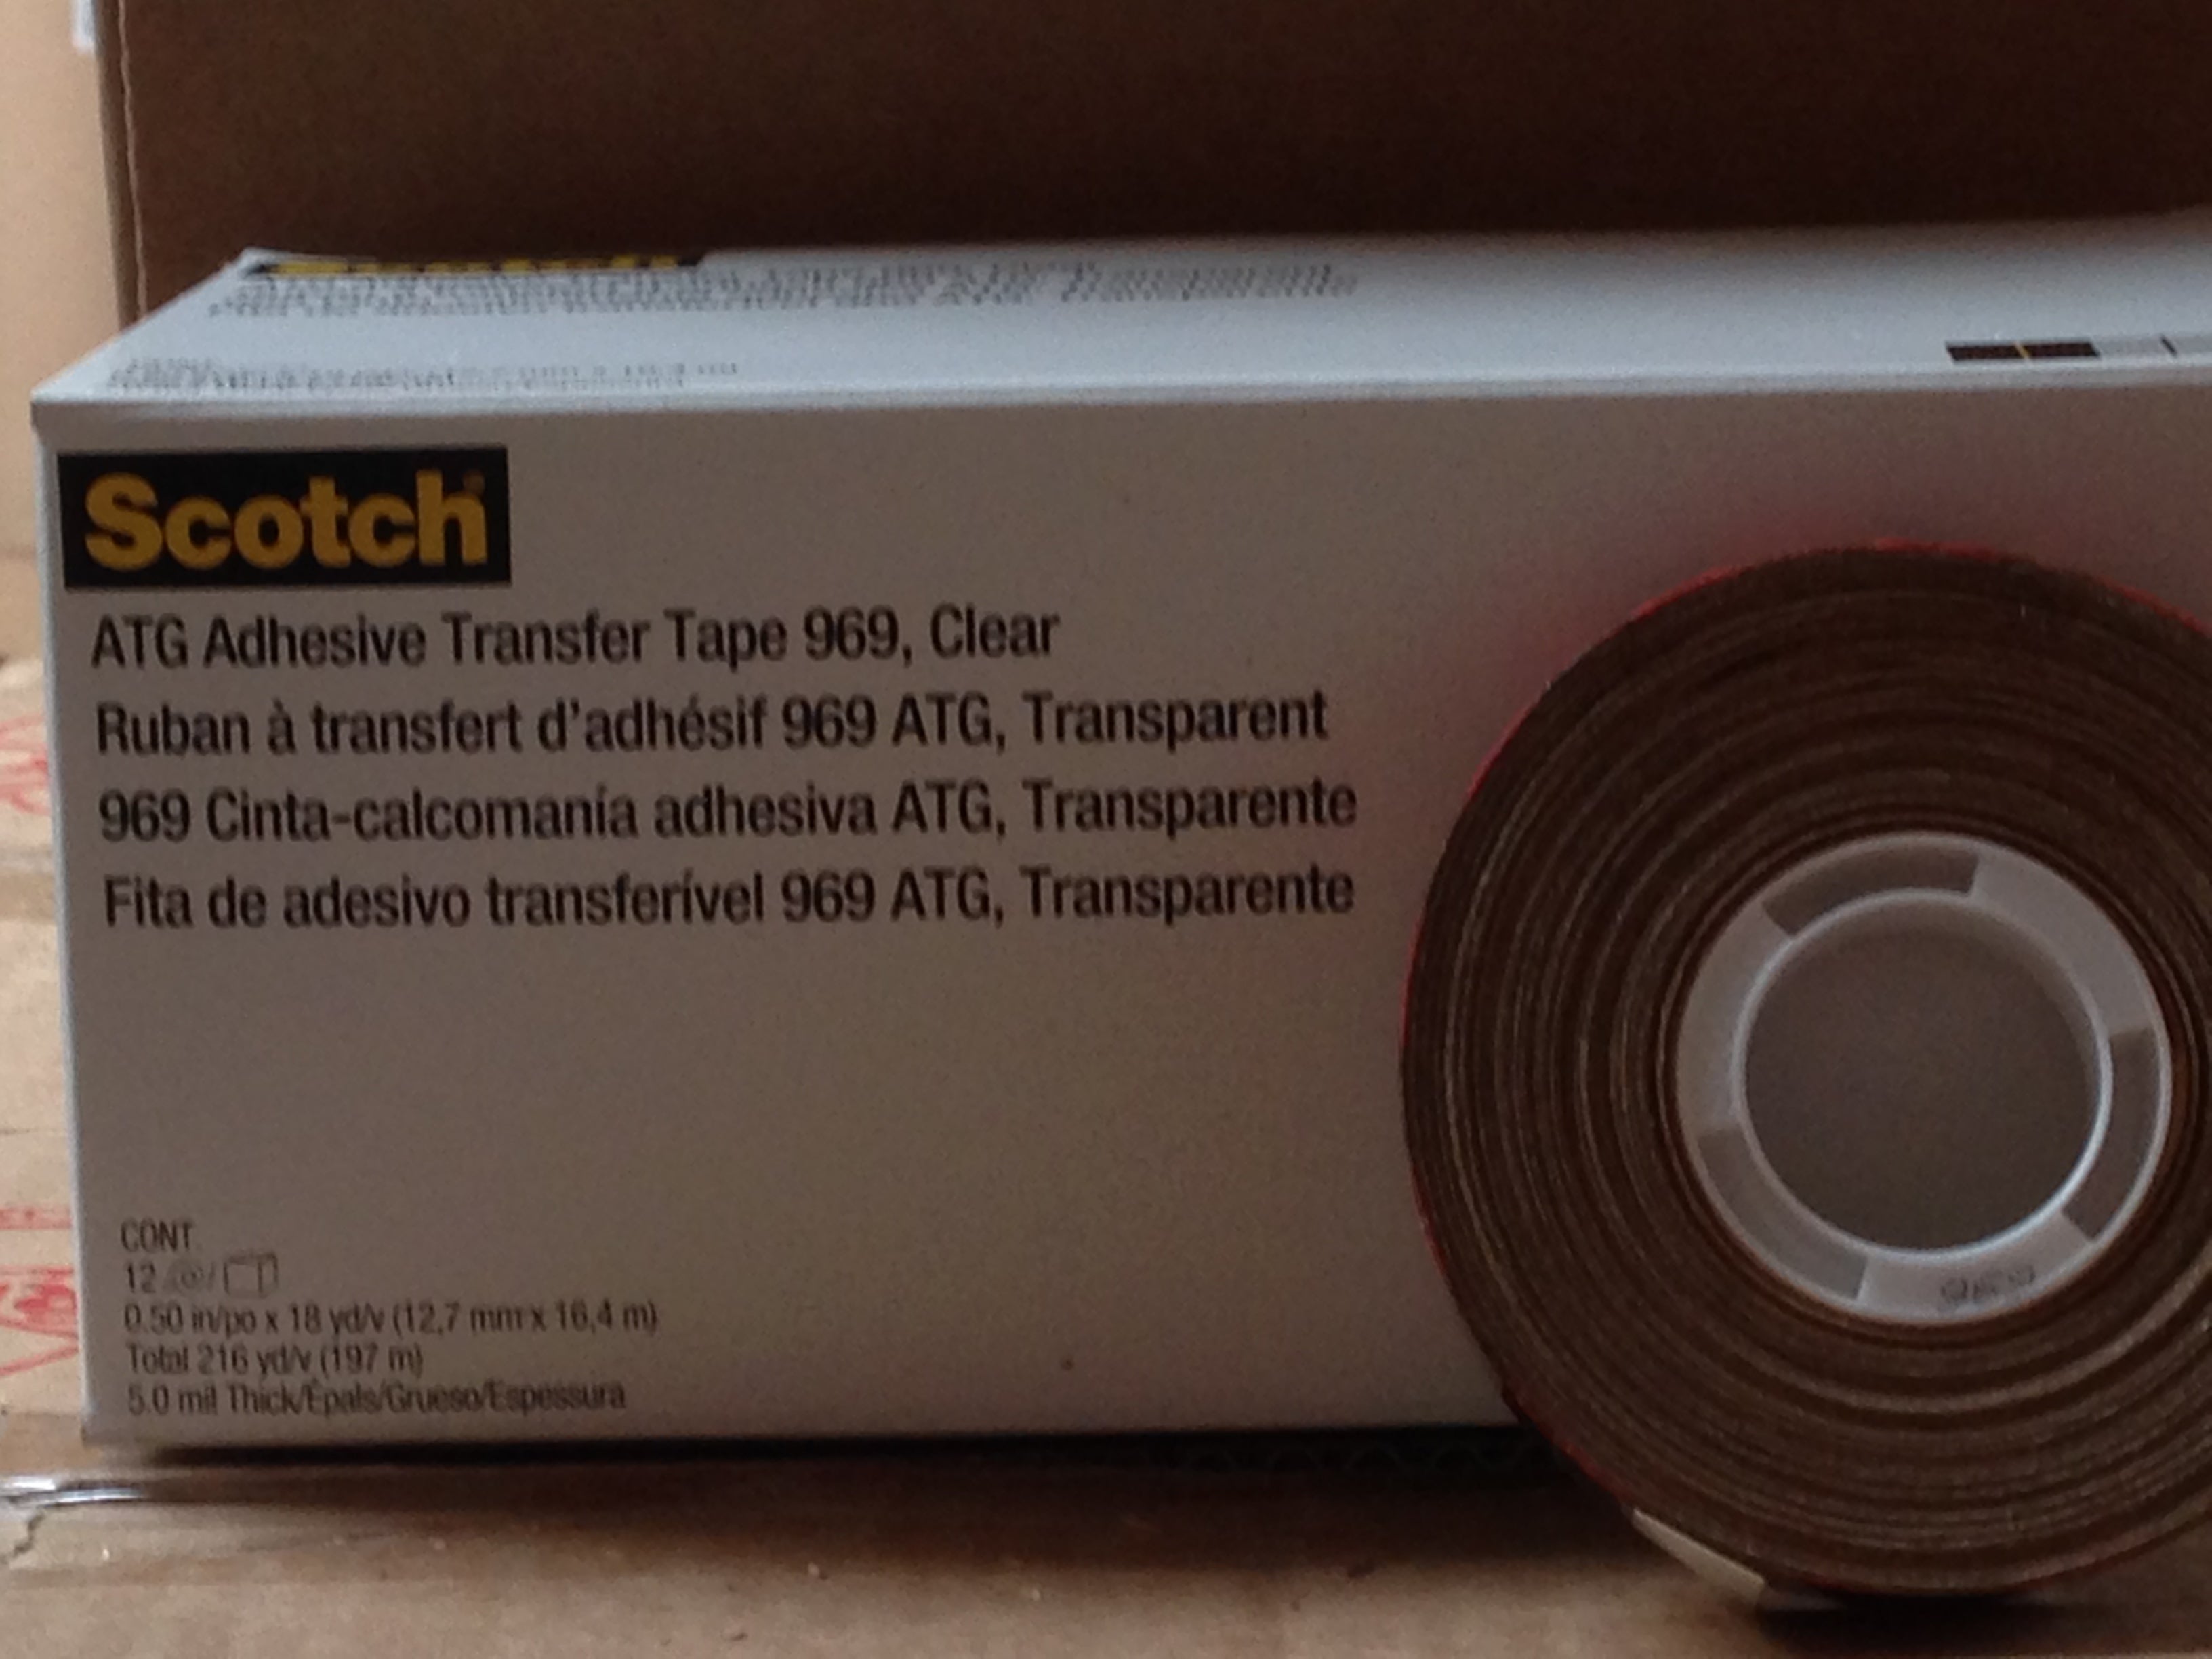 Scotch
ATG Adhesive Transfer Tape 969, Clear
Ruban à transfert d'adhésif 969 ATG, Transparent
969 Cinta-calcomanía adhesiva ATG, Transparente
Fita de adesivo transferível 969 ATG, Transparente
CONT.
12 /
0.50 in/po x 18 yd/v (12,7 mm x 16,4 m)
Total 216 yd/v (197 m)
5.0 mil Thick/Épais/Grueso/Espessura